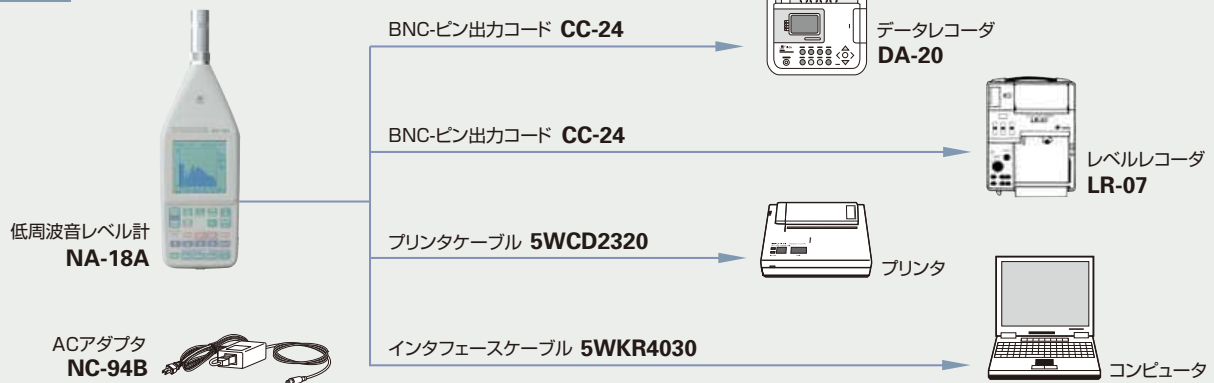 BNC-ピン出力コード CC-24
データレコーダ
DA-20
BNC-ピン出力コード CC-24
レベルレコーダ
LR-07
低周波音レベル計
NA-18A
プリンタケーブル 5WCD2320
プリンタ
ACアダプタ
NC-94B
インタフェースケーブル 5WKR4030
コンピュータ